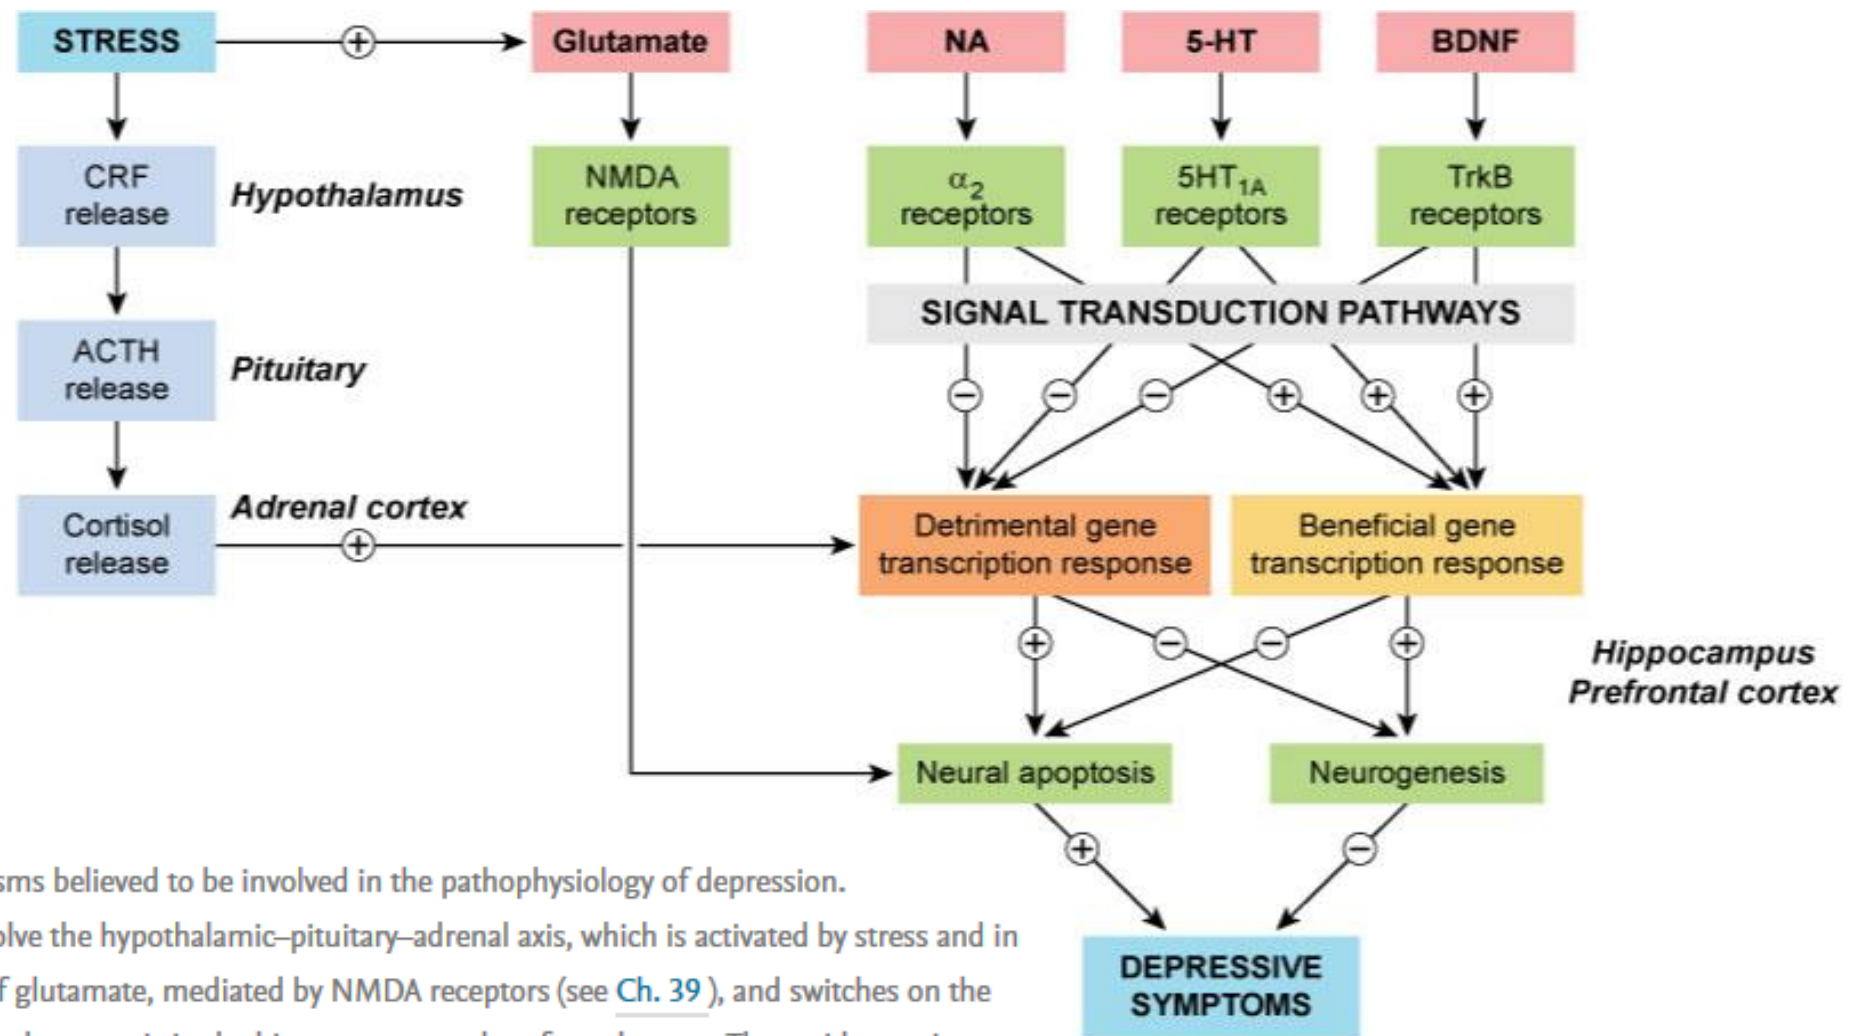 STRESS
+
Glutamate
NA
5-HT
BDNF
CRF
release
Hypothalamus
NMDA
receptors
α2
receptors
5HT1A
receptors
TrkB
receptors
SIGNAL TRANSDUCTION PATHWAYS
ACTH
release
Pituitary
− − − + + +
Cortisol
release
Adrenal cortex
+
Detrimental gene
transcription response
Beneficial gene
transcription response
+ − − +
Hippocampus
Prefrontal cortex
Neural apoptosis
Neurogenesis
+ −
DEPRESSIVE
SYMPTOMS
sms believed to be involved in the pathophysiology of depression.
olve the hypothalamic–pituitary–adrenal axis, which is activated by stress and in
f glutamate, mediated by NMDA receptors (see Ch. 39 ), and switches on the